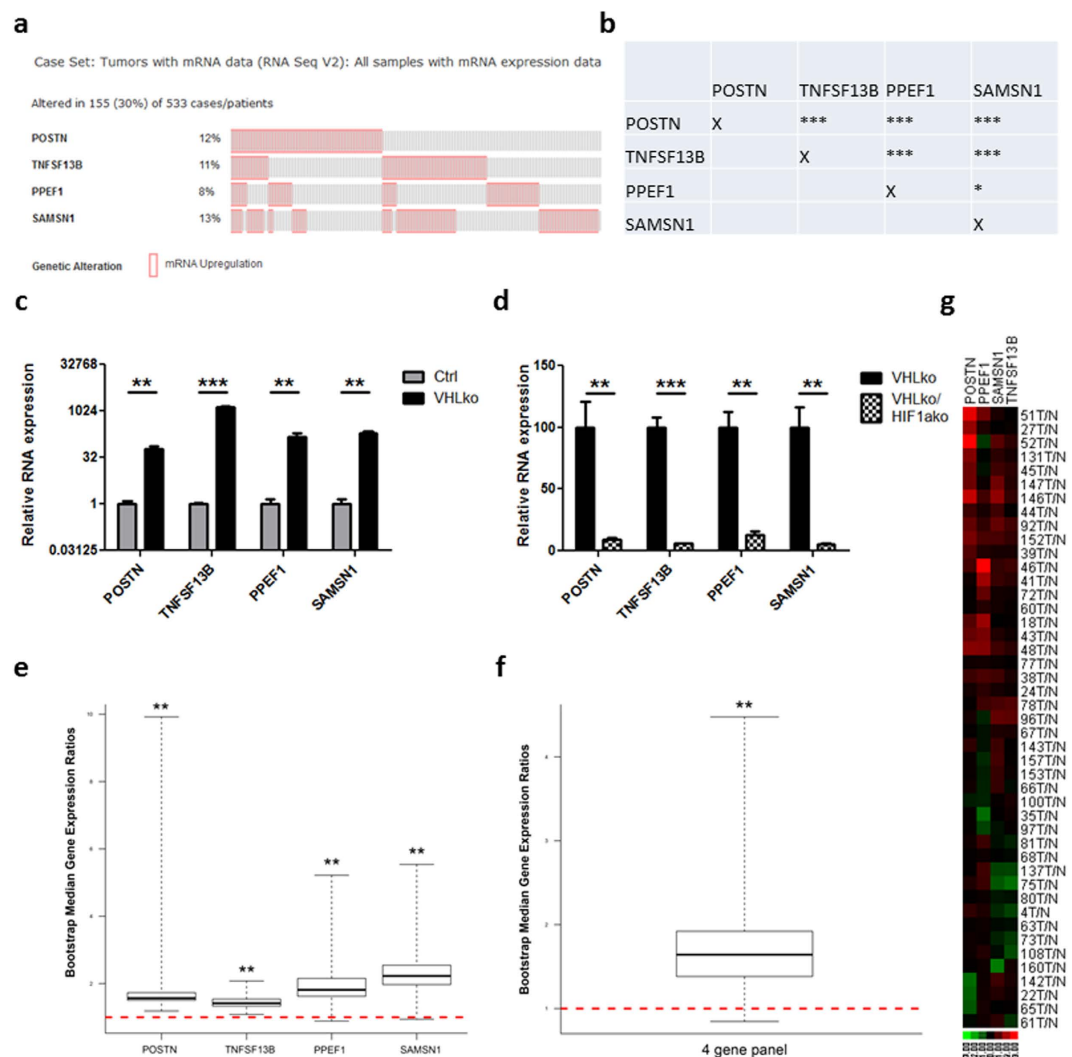 a
Case Set: Tumors with mRNA data (RNA Seq V2): All samples with mRNA expression data
Altered in 155 (30%) of 533 cases/patients
POSTN 12%
TNFSF13B 11%
PPEF1 8%
SAMSN1 13%
Genetic Alteration mRNA Upregulation
b
POSTN TNFSF13B PPEF1 SAMSN1
POSTN X *** *** ***
TNFSF13B X *** ***
PPEF1 X *
SAMSN1 X
c
Relative RNA expression
32768
1024
32
1
0.03125
** *** ** **
Ctrl
VHLko
POSTN TNFSF13B PPEF1 SAMSN1
d
Relative RNA expression
150
100
50
0
** *** ** **
VHLko
VHLko/
HIF1ako
POSTN TNFSF13B PPEF1 SAMSN1
e
Bootstrap Median Gene Expression Ratios
10
8
6
4
2
** ** ** **
POSTN TNFSF13B PPEF1 SAMSN1
f
Bootstrap Median Gene Expression Ratios
4
3
2
1
**
4 gene panel
g
POSTN PPEF1 SAMSN1 TNFSF13B
51T/N
27T/N
52T/N
131T/N
45T/N
147T/N
146T/N
44T/N
92T/N
152T/N
39T/N
46T/N
41T/N
72T/N
60T/N
18T/N
43T/N
48T/N
77T/N
38T/N
24T/N
78T/N
96T/N
67T/N
143T/N
157T/N
153T/N
66T/N
100T/N
35T/N
97T/N
81T/N
68T/N
137T/N
75T/N
80T/N
4T/N
63T/N
73T/N
108T/N
160T/N
142T/N
22T/N
65T/N
61T/N